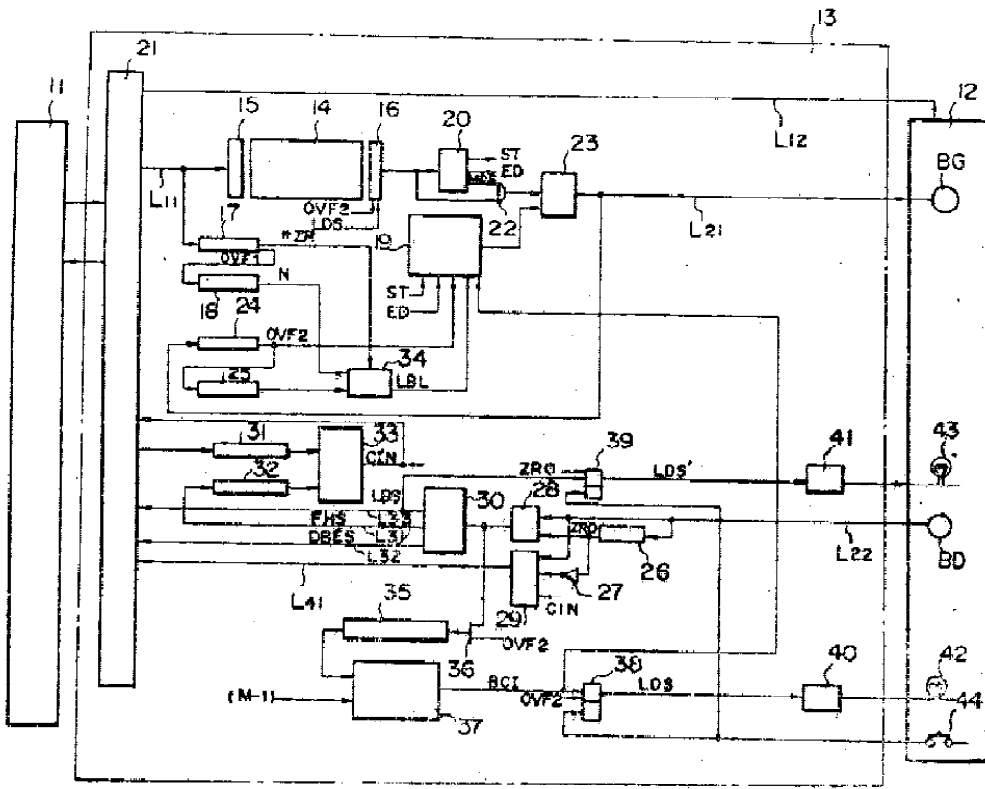 13
21
11
12
15
14
16
20
23
L12
ST
ED
BG
L11
OVF2
LDS
22
L21
17
*ZR
19
OVF1
N
18
ST
ED
24
OVF2
34
25
LBL
31
33
39
41
43
CIN
ZRO
LDS'
32
30
28
LDS
L33
FHS
L31
ZRO
BD
DBES
L32
26
L22
27
L41
29
CIN
35
36
OVF2
38
42
BCI
LDS
40
OVF2
44
(M-1)
37